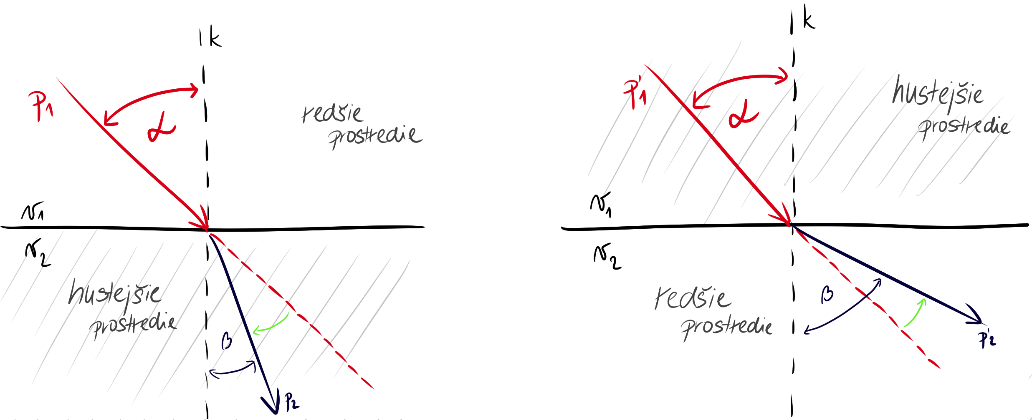 k
p₁
α
redšie
prostredie
v₁
v₂
hustejšie
prostredie
β
p₂
k
p'₁
α
hustejšie
prostredie
v₁
v₂
redšie
prostredie
β
p'₂